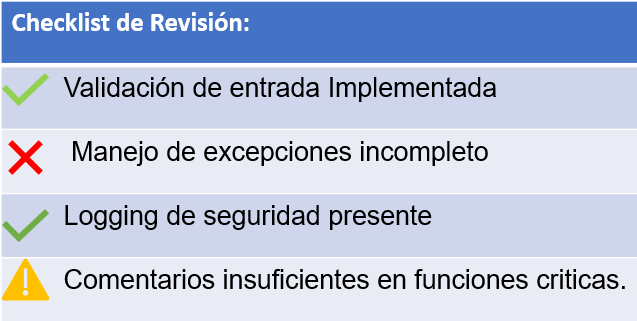 Checklist de Revisión:
Validación de entrada Implementada
Manejo de excepciones incompleto
Logging de seguridad presente
Comentarios insuficientes en funciones criticas.